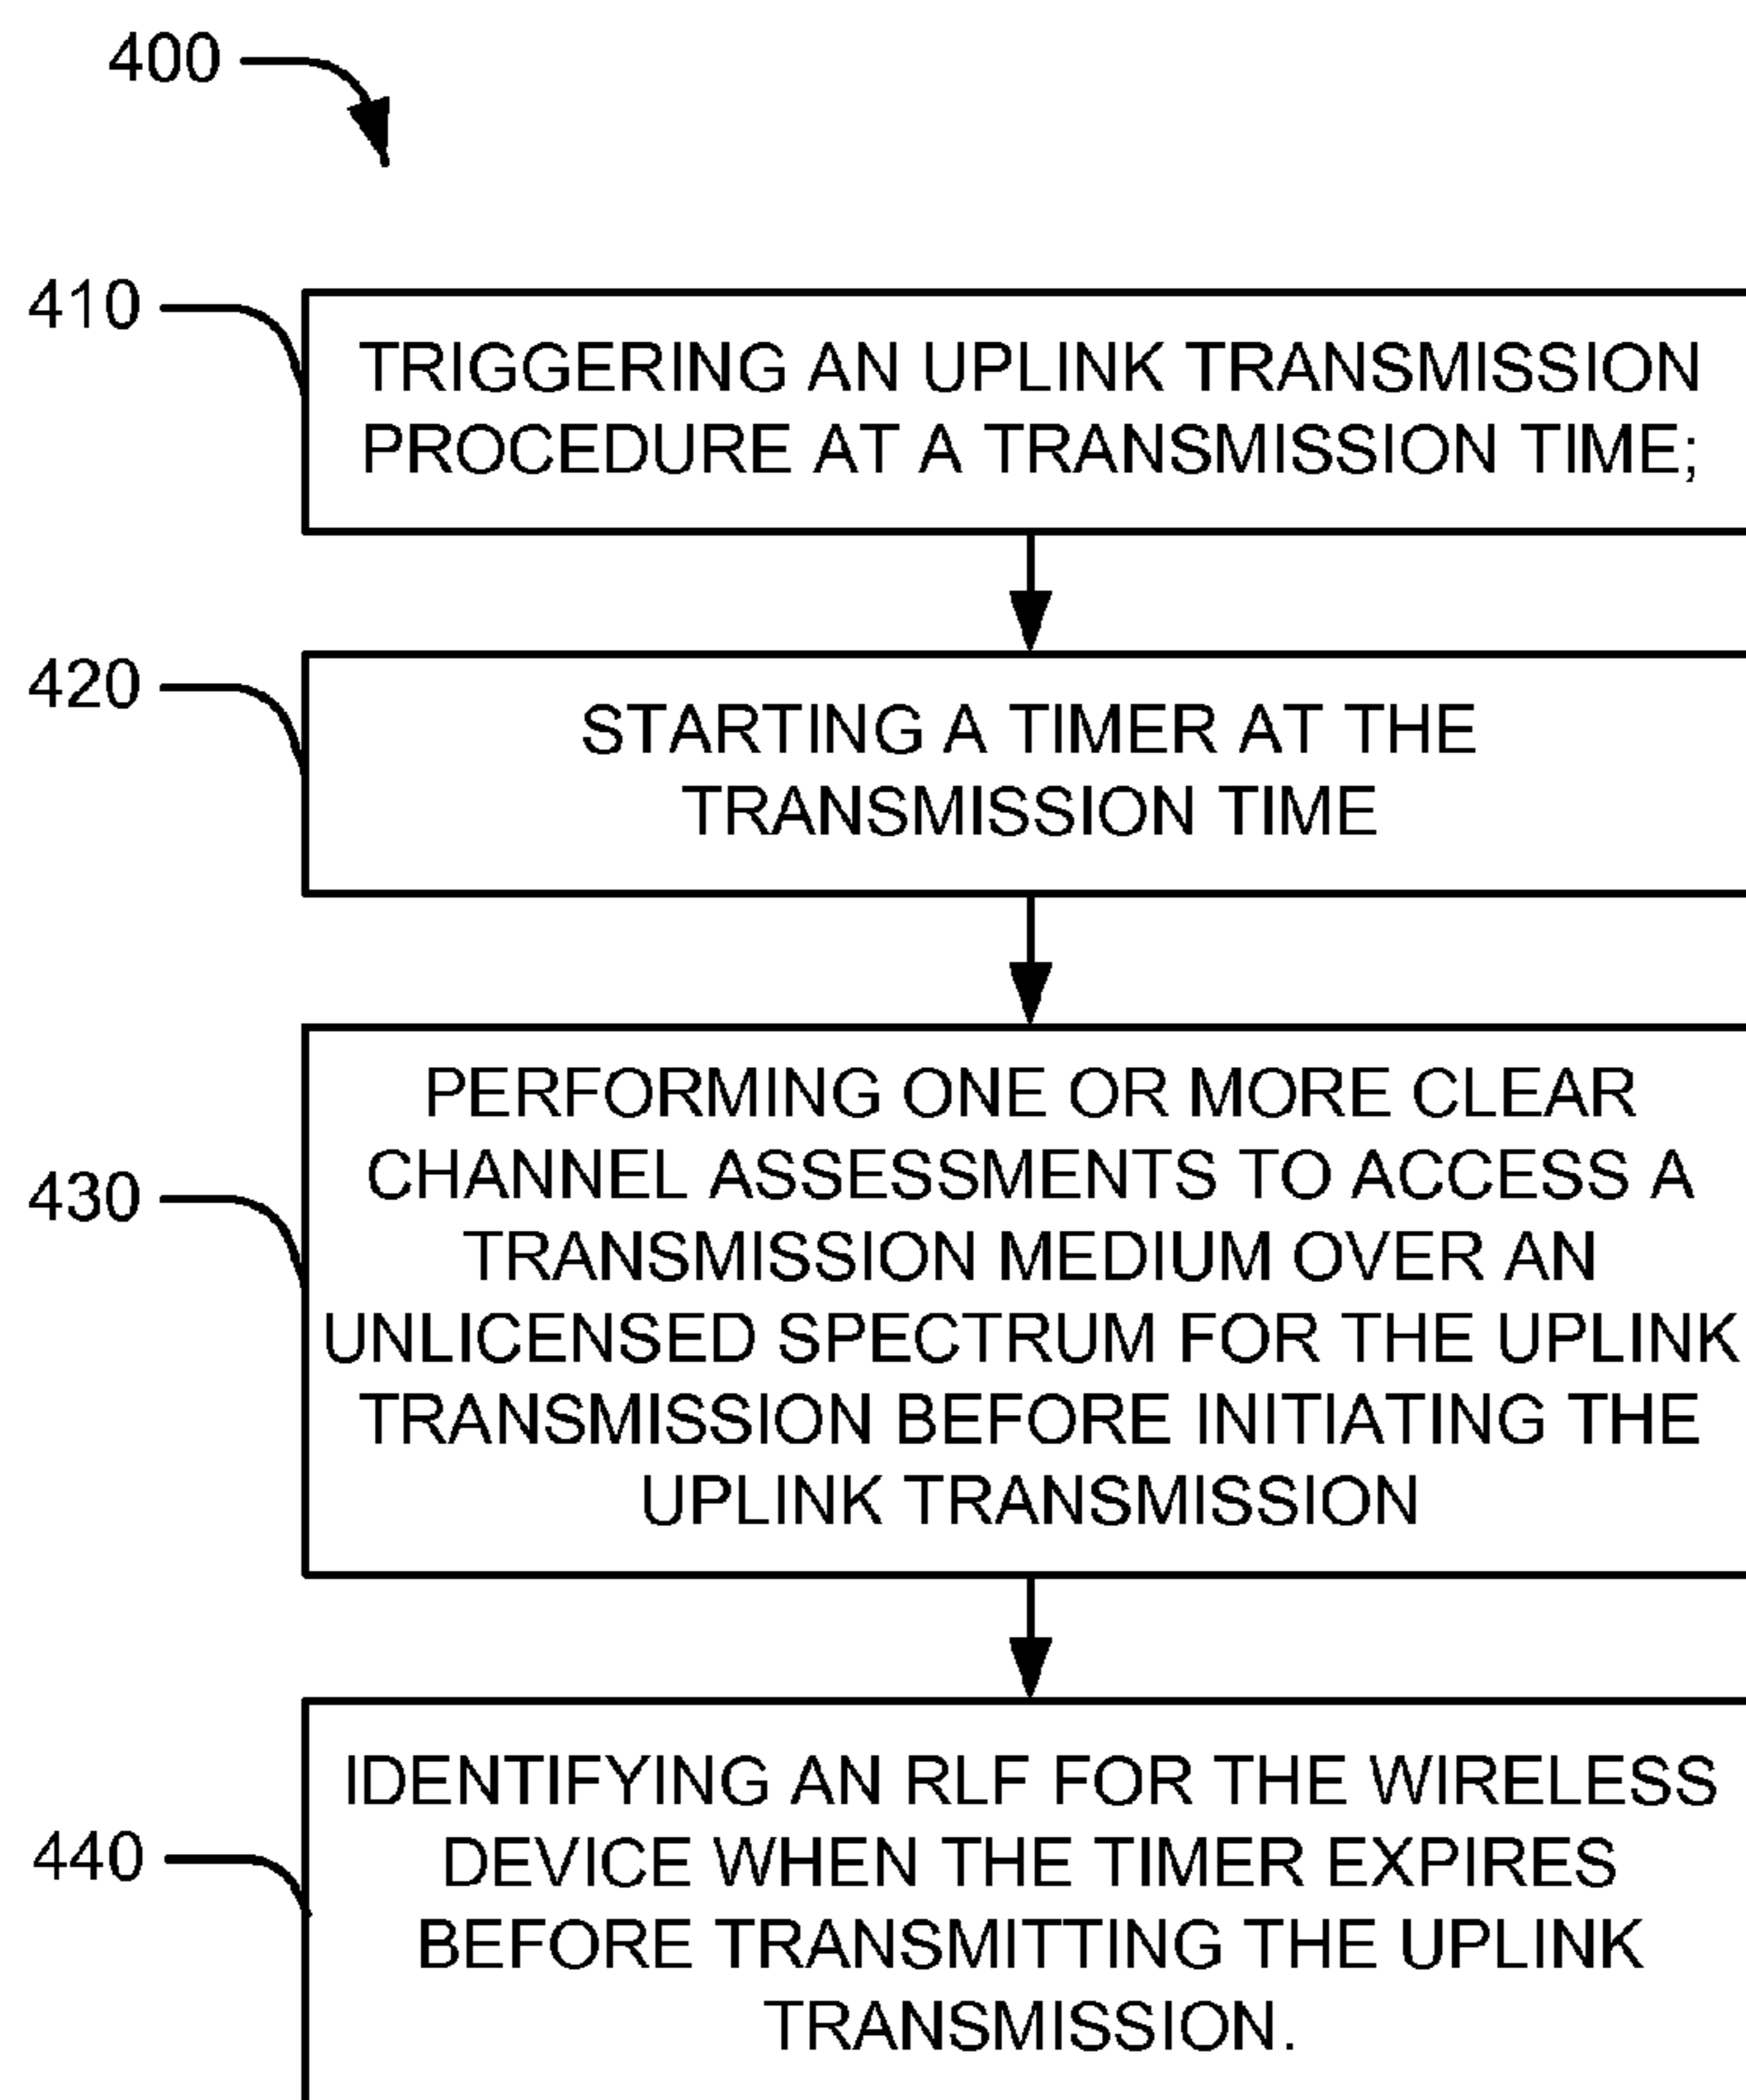 400
410
TRIGGERING AN UPLINK TRANSMISSION
PROCEDURE AT A TRANSMISSION TIME;
420
STARTING A TIMER AT THE
TRANSMISSION TIME
430
PERFORMING ONE OR MORE CLEAR
CHANNEL ASSESSMENTS TO ACCESS A
TRANSMISSION MEDIUM OVER AN
UNLICENSED SPECTRUM FOR THE UPLINK
TRANSMISSION BEFORE INITIATING THE
UPLINK TRANSMISSION
440
IDENTIFYING AN RLF FOR THE WIRELESS
DEVICE WHEN THE TIMER EXPIRES
BEFORE TRANSMITTING THE UPLINK
TRANSMISSION.